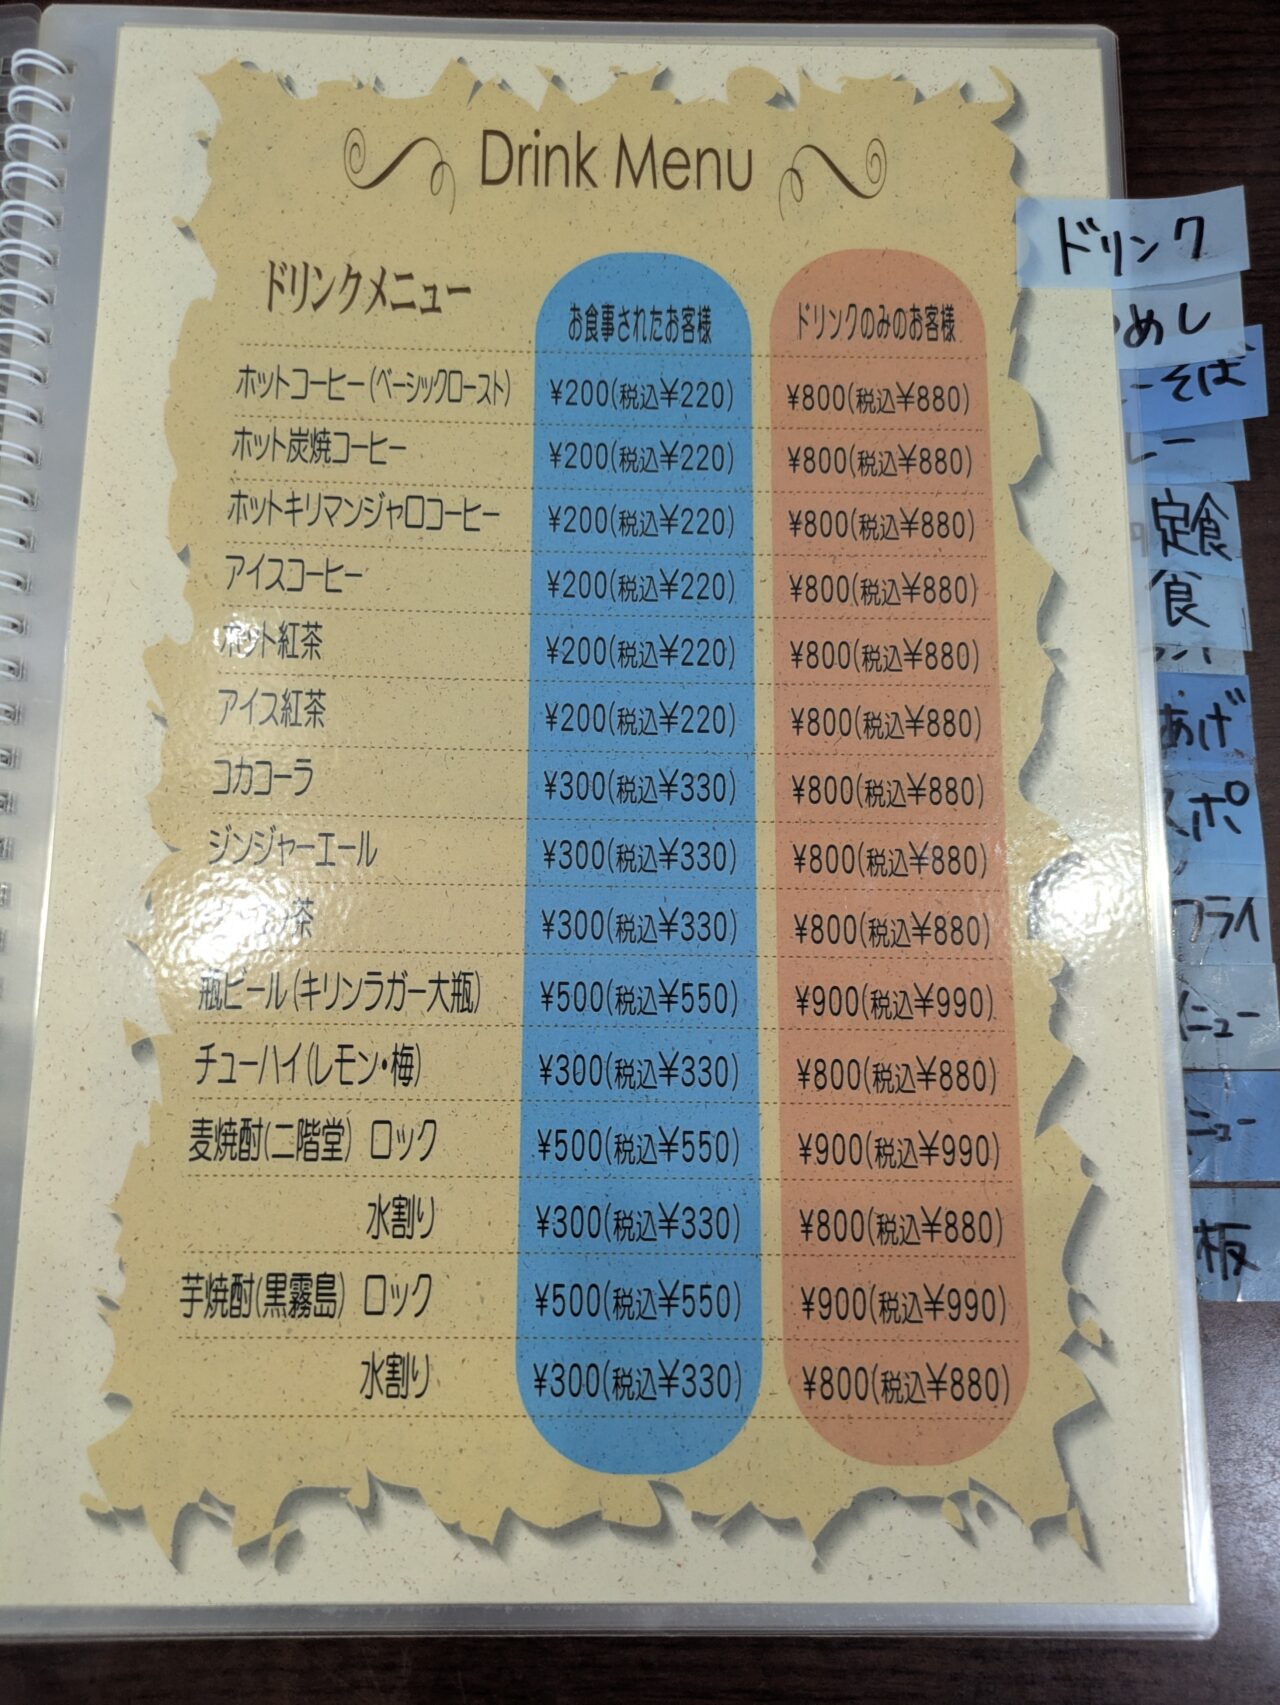 Drink Menu
ドリンクメニュー
お食事されたお客様
ドリンクのみのお客様
ホットコーヒー(ベーシックロースト) ¥200(税込¥220) ¥800(税込¥880)
ホット炭焼コーヒー ¥200(税込¥220) ¥800(税込¥880)
ホットキリマンジャロコーヒー ¥200(税込¥220) ¥800(税込¥880)
アイスコーヒー ¥200(税込¥220) ¥800(税込¥880)
ホット紅茶 ¥200(税込¥220) ¥800(税込¥880)
アイス紅茶 ¥200(税込¥220) ¥800(税込¥880)
コカコーラ ¥300(税込¥330) ¥800(税込¥880)
ジンジャーエール ¥300(税込¥330) ¥800(税込¥880)
茶 ¥300(税込¥330) ¥800(税込¥880)
瓶ビール(キリンラガー大瓶) ¥500(税込¥550) ¥900(税込¥990)
チューハイ(レモン・梅) ¥300(税込¥330) ¥800(税込¥880)
麦焼酎(二階堂) ロック ¥500(税込¥550) ¥900(税込¥990)
水割り ¥300(税込¥330) ¥800(税込¥880)
芋焼酎(黒霧島) ロック ¥500(税込¥550) ¥900(税込¥990)
水割り ¥300(税込¥330) ¥800(税込¥880)
ドリンク
めし
ーそば
レー
定食
食
あげ
スポ
フライ
ニュー
ニュー
板